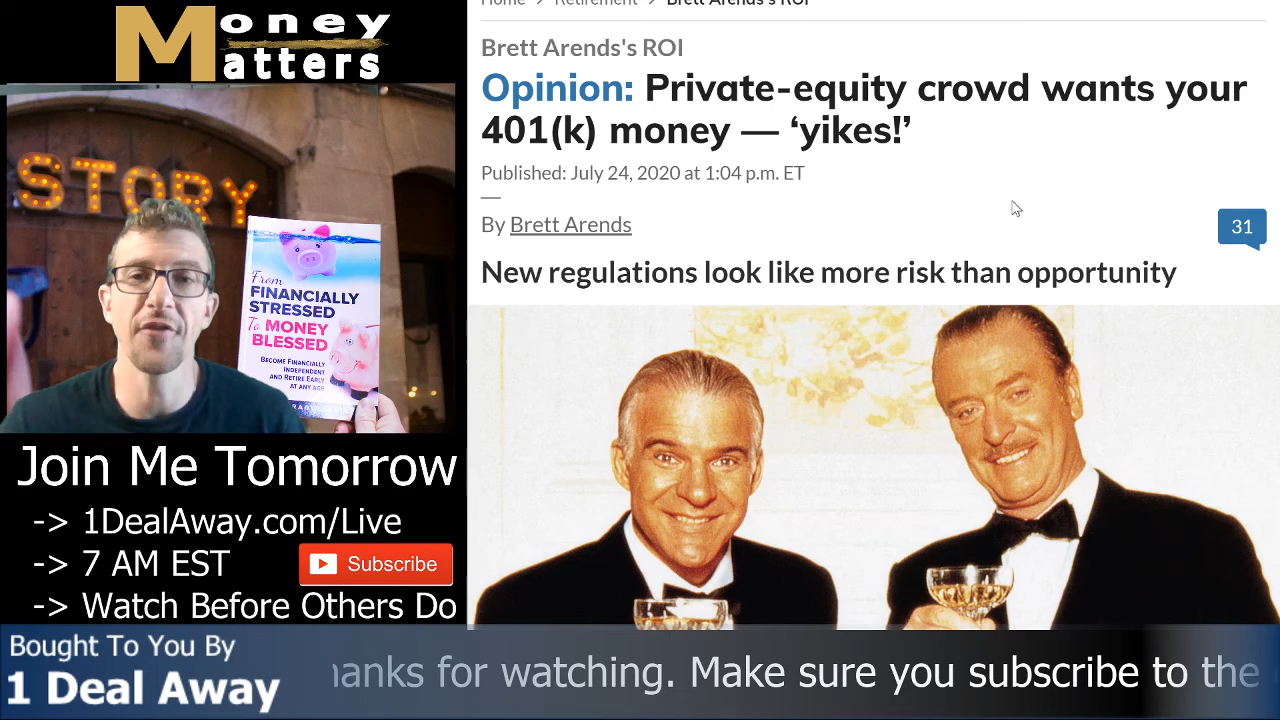 Money
Matters
STORY
From
FINANCIALLY
STRESSED
To MONEY
BLESSED
BECOME FINANCIALLY
INDEPENDENT
AND RETIRE EARLY
AT ANY AGE
Join Me Tomorrow
-> 1DealAway.com/Live
-> 7 AM EST
Subscribe
-> Watch Before Others Do
Home > Retirement > Brett Arends's ROI
Brett Arends's ROI
Opinion: Private-equity crowd wants your
401(k) money — ‘yikes!’
Published: July 24, 2020 at 1:04 p.m. ET
By Brett Arends
31
New regulations look like more risk than opportunity
Bought To You By
1 Deal Away
hanks for watching. Make sure you subscribe to the